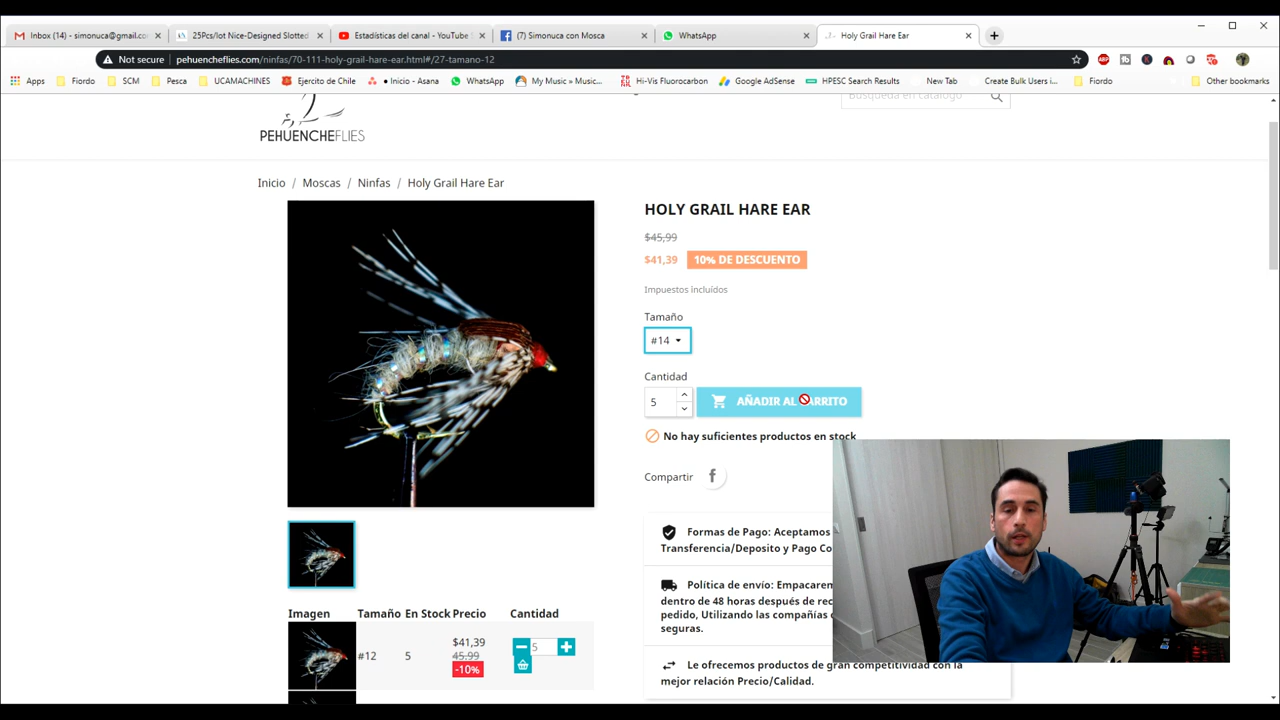 Inbox (14) - simonuca@gmail.co
25Pcs/lot Nice-Designed Slotted
Estadísticas del canal - YouTube
(7) Simonuca con Mosca
WhatsApp
Holy Grail Hare Ear
Not secure | pehuencheflies.com/ninfas/70-111-holy-grail-hare-ear.html#/27-tamano-12
Apps Fiordo SCM Pesca UCAMACHINES Ejercito de Chile • Inicio - Asana WhatsApp My Music » Music... Hi-Vis Fluorocarbon Google AdSense HPESC Search Results New Tab Create Bulk Users i... Fiordo Other bookmarks
Búsqueda en catálogo
PEHUENCHEFLIES
Inicio / Moscas / Ninfas / Holy Grail Hare Ear
HOLY GRAIL HARE EAR
$45,99
$41,39 10% DE DESCUENTO
Impuestos incluídos
Tamaño
#14
Cantidad
5 AÑADIR AL CARRITO
No hay suficientes productos en stock
Compartir
Formas de Pago: Aceptamos
Transferencia/Deposito y Pago Co
Política de envío: Empacarem
dentro de 48 horas después de rec
pedido, Utilizando las compañías
seguras.
Le ofrecemos productos de gran competitividad con la
mejor relación Precio/Calidad.
Imagen Tamaño En Stock Precio Cantidad
#12 5 $41,39 45.99 -10% 5